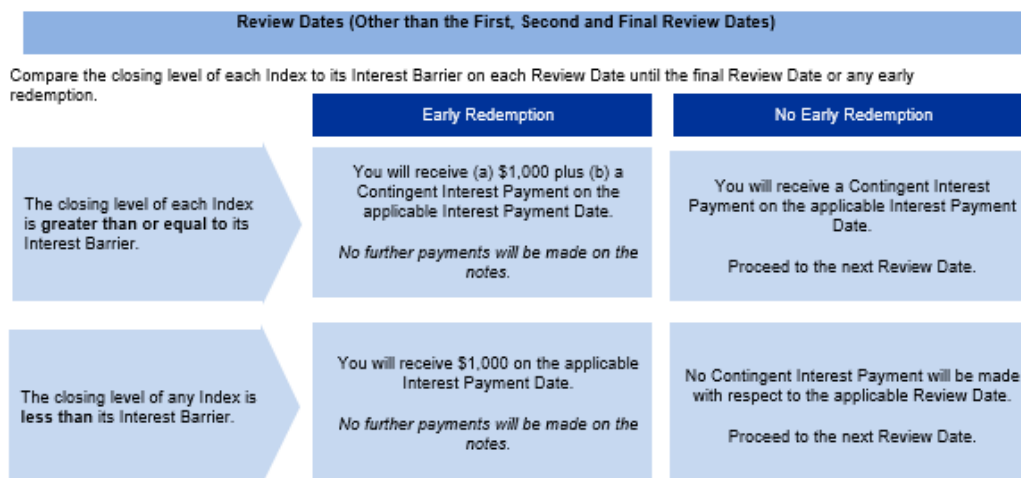 Review Dates (Other than the First, Second and Final Review Dates)
Compare the closing level of each Index to its Interest Barrier on each Review Date until the final Review Date or any early
redemption.
Early Redemption
No Early Redemption
The closing level of each Index
is greater than or equal to its
Interest Barrier.
You will receive (a) $1,000 plus (b) a
Contingent Interest Payment on the
applicable Interest Payment Date.
No further payments will be made on the
notes.
You will receive a Contingent Interest
Payment on the applicable Interest Payment
Date.
Proceed to the next Review Date.
The closing level of any Index is
less than its Interest Barrier.
You will receive $1,000 on the applicable
Interest Payment Date.
No further payments will be made on the
notes.
No Contingent Interest Payment will be made
with respect to the applicable Review Date.
Proceed to the next Review Date.